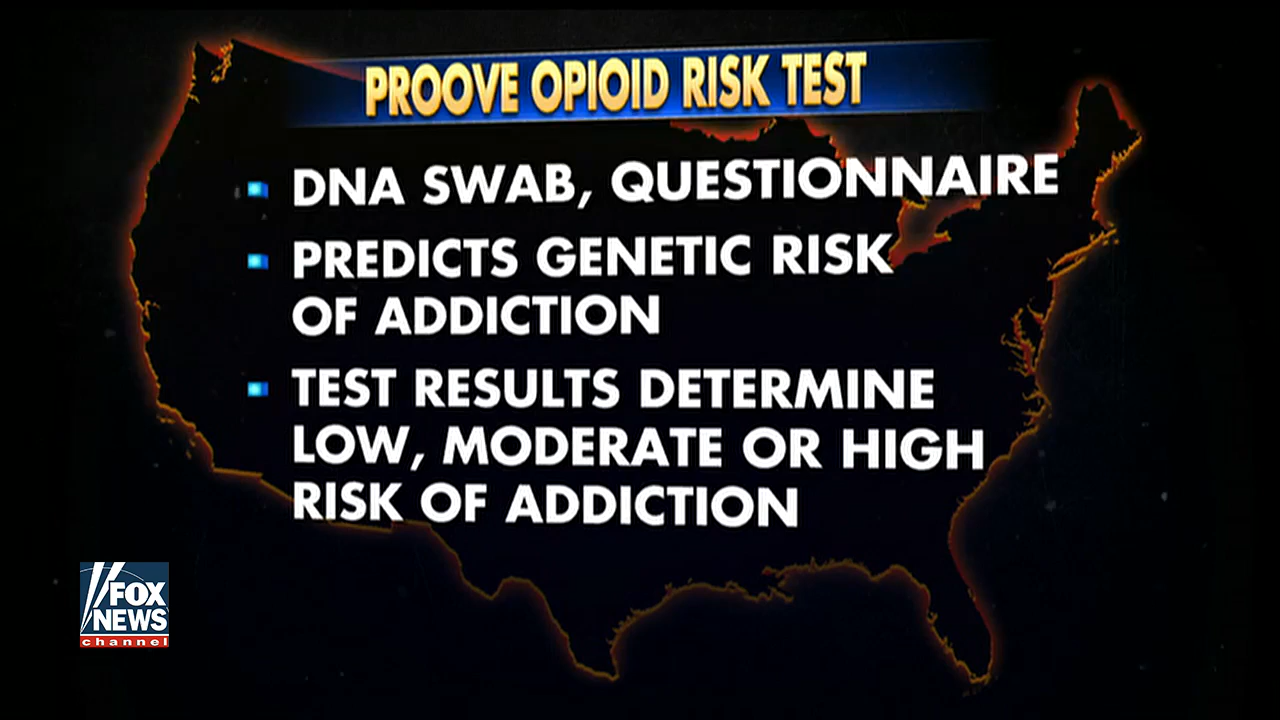 PROOVE OPIOID RISK TEST
DNA SWAB, QUESTIONNAIRE
PREDICTS GENETIC RISK
OF ADDICTION
TEST RESULTS DETERMINE
LOW, MODERATE OR HIGH
RISK OF ADDICTION
FOX
NEWS
channel